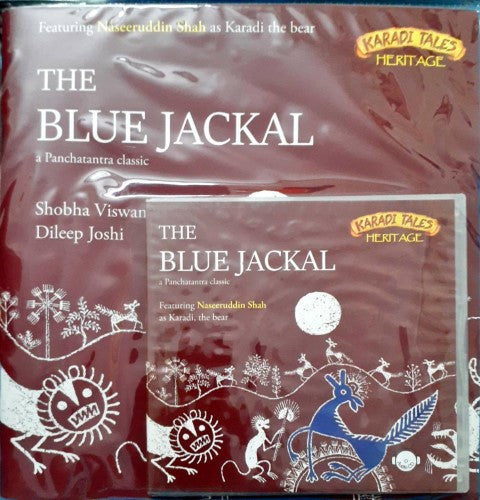 Featuring Naseeruddin Shah as Karadi the bear
KARADI TALES
HERITAGE
THE
BLUE JACKAL
a Panchatantra classic
Shobha Viswan
Dileep Joshi
THE
BLUE JACKAL
a Panchatantra classic
KARADI TALES
HERITAGE
Featuring Naseeruddin Shah
as Karadi, the bear